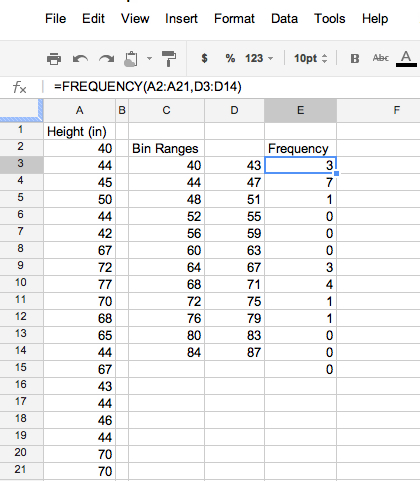 File Edit View Insert Format Data Tools Help
$ % 123 10pt B Abc A
fx =FREQUENCY(A2:A21,D3:D14)
A B C D E F
1 Height (in)
2 40 Bin Ranges Frequency
3 44 40 43 3
4 45 44 47 7
5 50 48 51 1
6 44 52 55 0
7 42 56 59 0
8 67 60 63 0
9 72 64 67 3
10 77 68 71 4
11 70 72 75 1
12 68 76 79 1
13 65 80 83 0
14 44 84 87 0
15 67 0
16 43
17 44
18 46
19 44
20 70
21 70